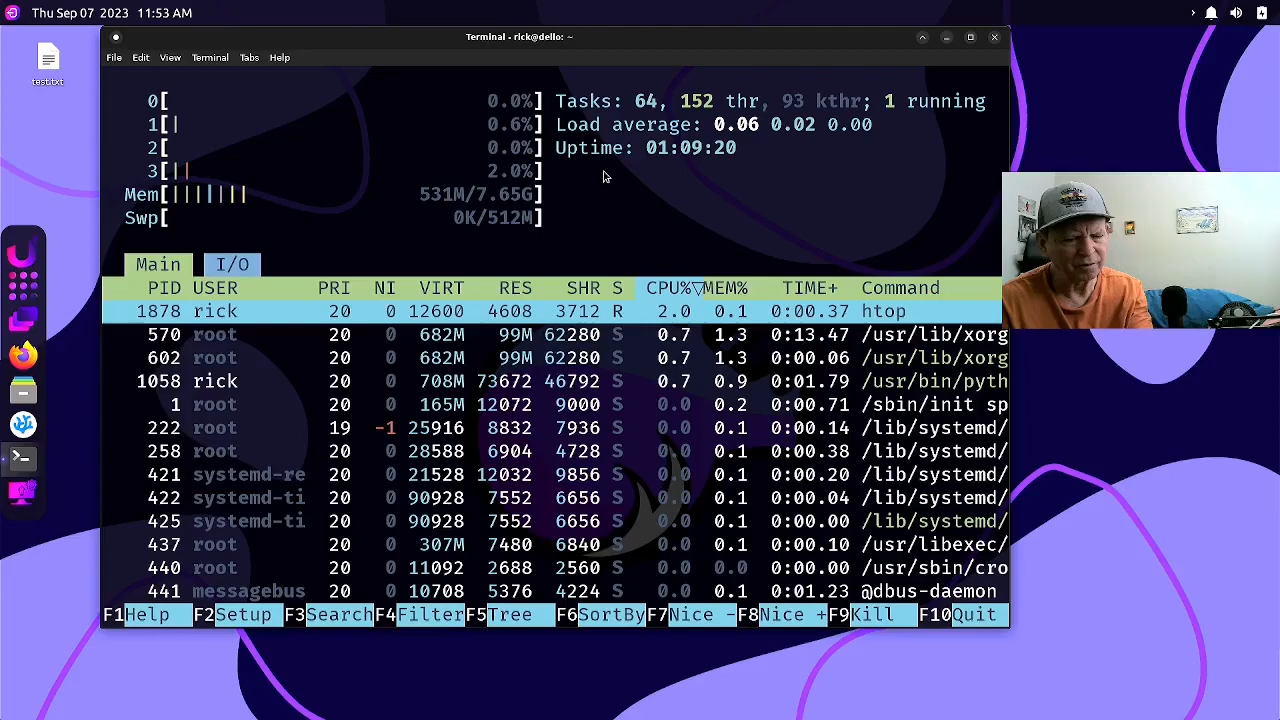 Thu Sep 07 2023 11:53 AM
test.txt
Terminal - rick@dello: ~
File Edit View Terminal Tabs Help
0[ 0.0%] Tasks: 64, 152 thr, 93 kthr; 1 running
1[| 0.6%] Load average: 0.06 0.02 0.00
2[ 0.0%] Uptime: 01:09:20
3[|| 2.0%]
Mem[||||||| 531M/7.65G]
Swp[ 0K/512M]
Main I/O
PID USER PRI NI VIRT RES SHR S CPU%▽MEM% TIME+ Command
1878 rick 20 0 12600 4608 3712 R 2.0 0.1 0:00.37 htop
570 root 20 0 682M 99M 62280 S 0.7 1.3 0:13.47 /usr/lib/xorg
602 root 20 0 682M 99M 62280 S 0.7 1.3 0:00.06 /usr/lib/xorg
1058 rick 20 0 708M 73672 46792 S 0.7 0.9 0:01.79 /usr/bin/pyth
1 root 20 0 165M 12072 9000 S 0.0 0.2 0:00.71 /sbin/init sp
222 root 19 -1 25916 8832 7936 S 0.0 0.1 0:00.14 /lib/systemd/
258 root 20 0 28588 6904 4728 S 0.0 0.1 0:00.38 /lib/systemd/
421 systemd-re 20 0 21528 12032 9856 S 0.0 0.1 0:00.20 /lib/systemd/
422 systemd-ti 20 0 90928 7552 6656 S 0.0 0.1 0:00.04 /lib/systemd/
425 systemd-ti 20 0 90928 7552 6656 S 0.0 0.1 0:00.00 /lib/systemd/
437 root 20 0 307M 7480 6840 S 0.0 0.1 0:00.10 /usr/libexec/
440 root 20 0 11092 2688 2560 S 0.0 0.0 0:00.00 /usr/sbin/cro
441 messagebus 20 0 10708 5376 4224 S 0.0 0.1 0:01.23 @dbus-daemon
F1Help F2Setup F3SearchF4FilterF5Tree F6SortByF7Nice -F8Nice +F9Kill F10Quit